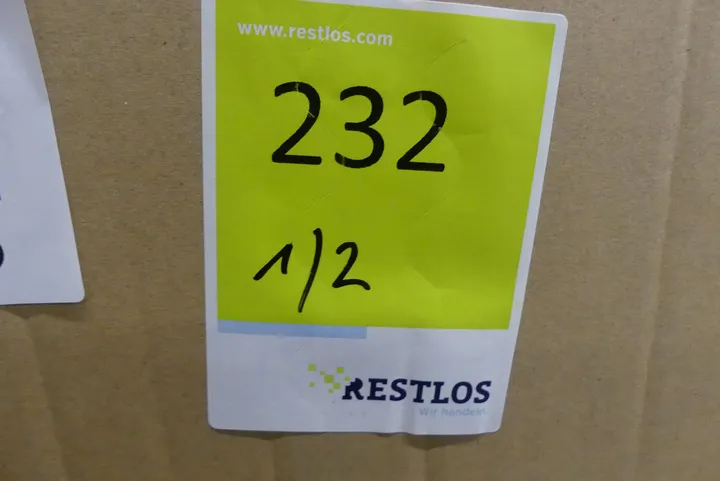 www.restlos.com
232
1/2
RESTLOS
Wir handeln.